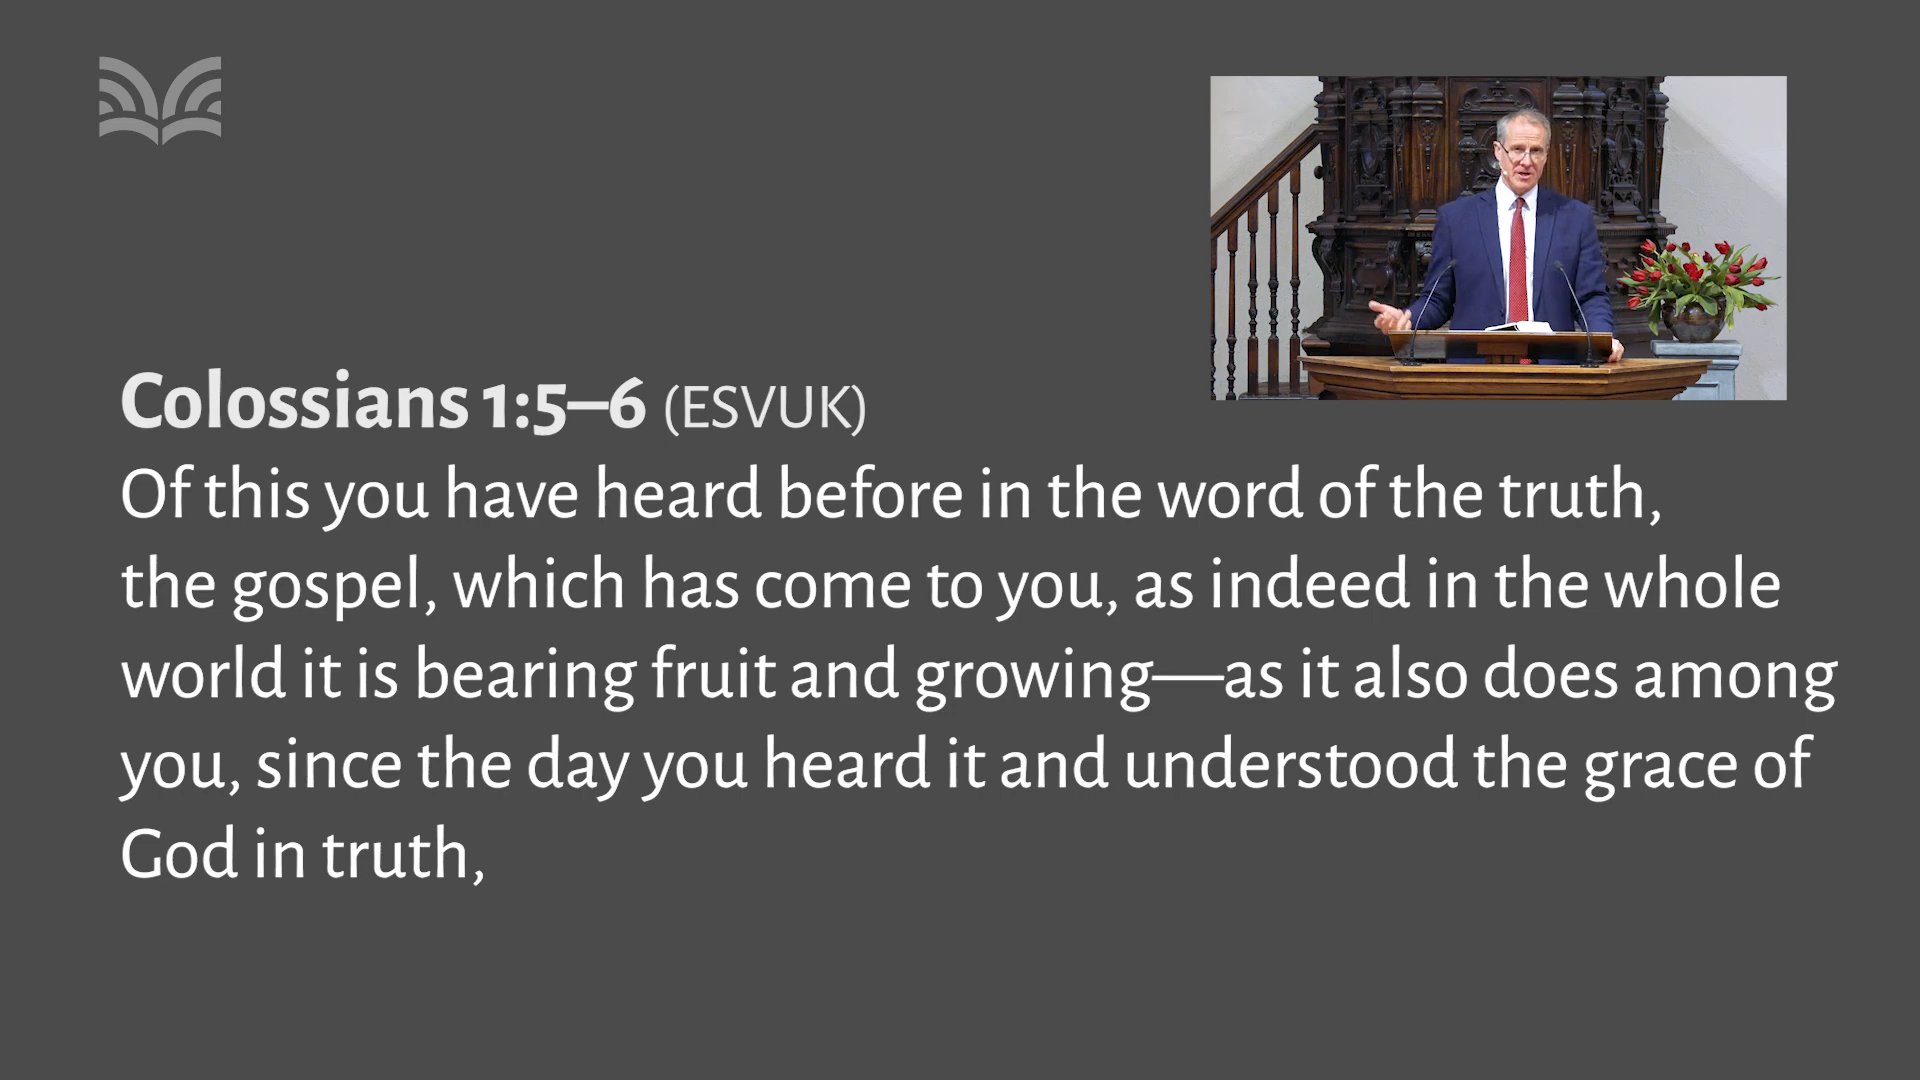 Colossians 1:5–6 (ESVUK)
Of this you have heard before in the word of the truth,
the gospel, which has come to you, as indeed in the whole
world it is bearing fruit and growing—as it also does among
you, since the day you heard it and understood the grace of
God in truth,